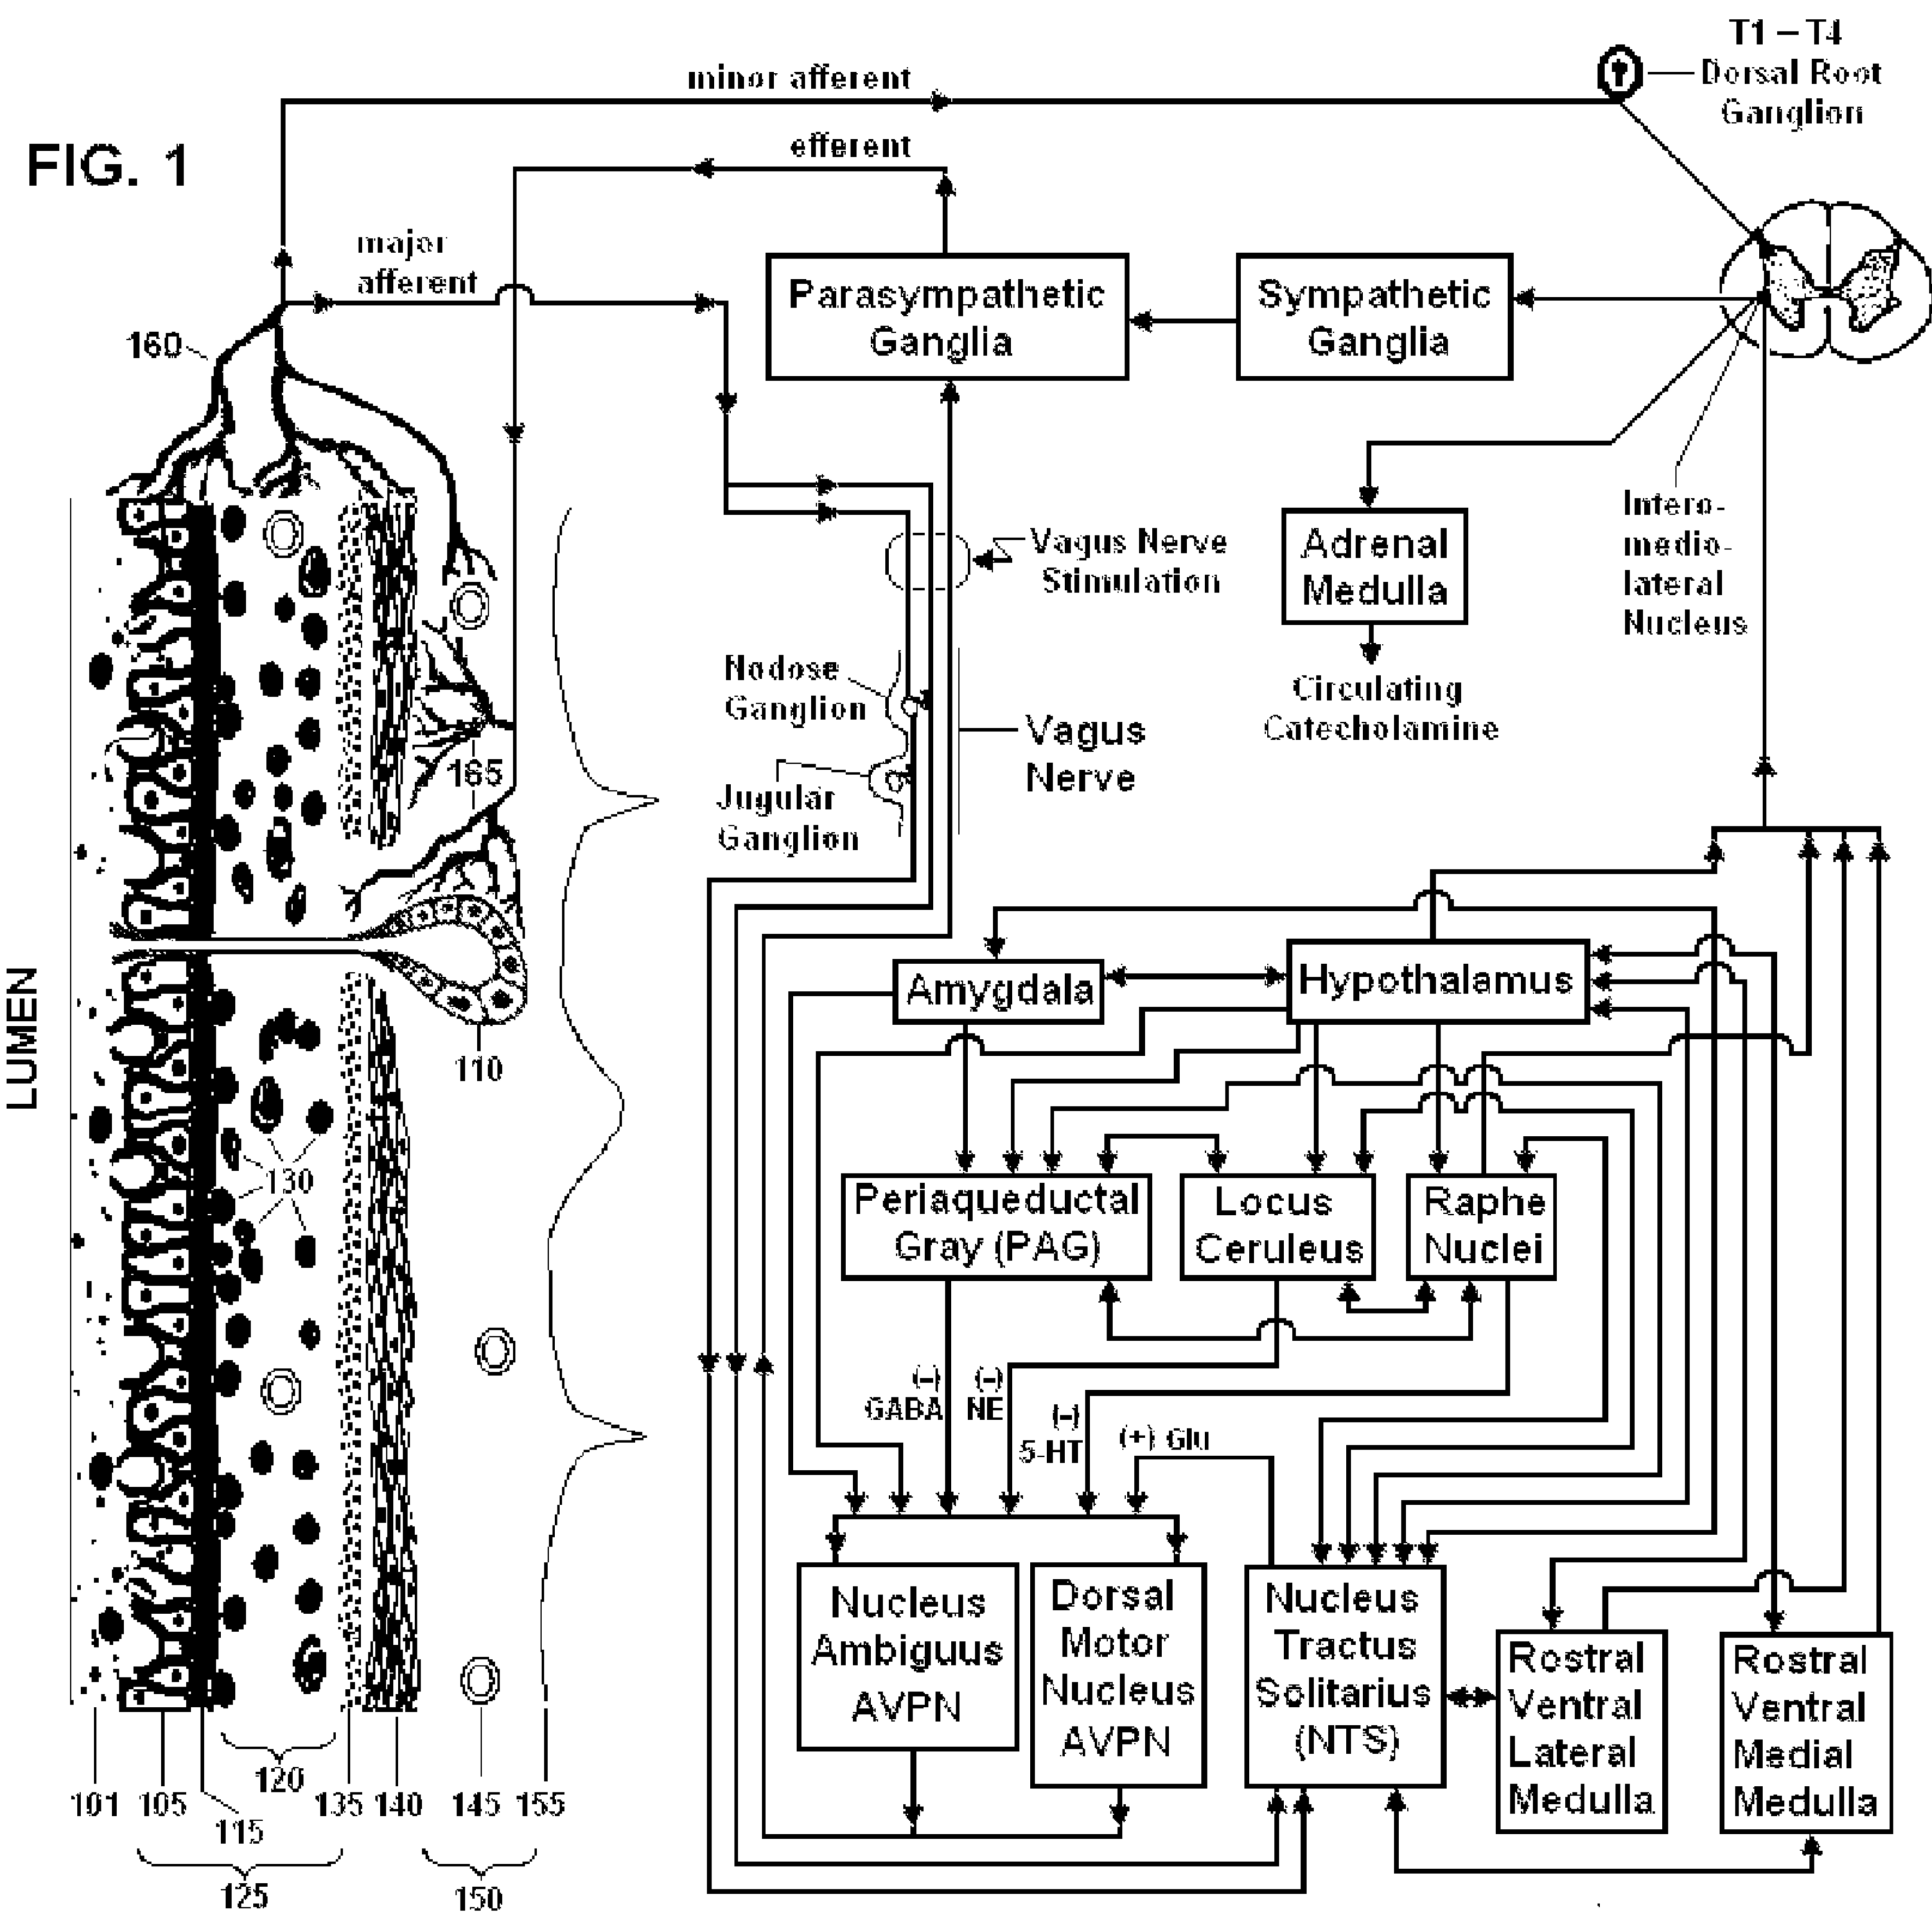 FIG. 1
T1 – T4
Dorsal Root
Ganglion
minor afferent
efferent
major
afferent
160
Parasympathetic
Ganglia
Sympathetic
Ganglia
Vagus Nerve
Stimulation
Adrenal
Medulla
Circulating
Catecholamine
Intero-
medio-
lateral
Nucleus
Nodose
Ganglion
Vagus
Nerve
Jugular
Ganglion
165
LUMEN
110
130
Amygdala
Hypothalamus
Periaqueductal
Gray (PAG)
Locus
Ceruleus
Raphe
Nuclei
(-)
GABA
(-)
NE
(-)
5-HT
(+) Glu
Nucleus
Ambiguus
AVPN
Dorsal
Motor
Nucleus
AVPN
Nucleus
Tractus
Solitarius
(NTS)
Rostral
Ventral
Lateral
Medulla
Rostral
Ventral
Medial
Medulla
101 105 115 120 135 140 145 155
125 150